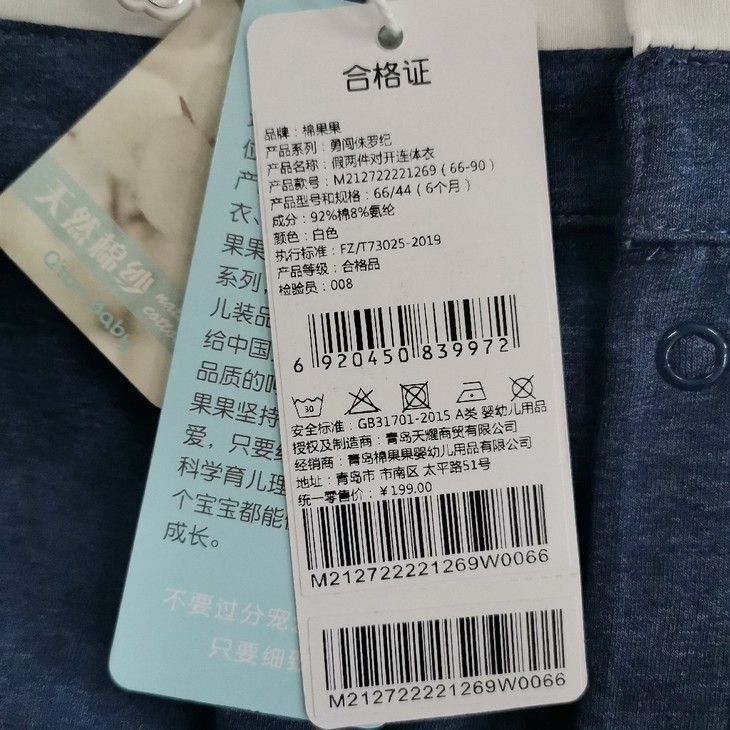 合格证
品牌：棉果果
产品系列：勇闯侏罗纪
产品名称：假两件对开连体衣
产品款号：M212722221269（66-90）
产品型号和规格：66/44（6个月）
成分：92%棉8%氨纶
颜色：白色
执行标准：FZ/T73025-2019
产品等级：合格品
检验员：008
6 920450 839972
30
安全标准：GB31701-2015 A类 婴幼儿用品
授权及制造商：青岛天耀商贸有限公司
经销商：青岛棉果果婴幼儿用品有限公司
地址：青岛市 市南区 太平路51号
统一零售价：￥199.00
M212722221269W0066
M212722221269W0066
天然棉纱
baby
位
产
衣、
果果
系列，
儿装品
给中国
品质的
果果坚持
爱，只要
科学育儿理
个宝宝都能
成长。
不要过分宠
只要细致